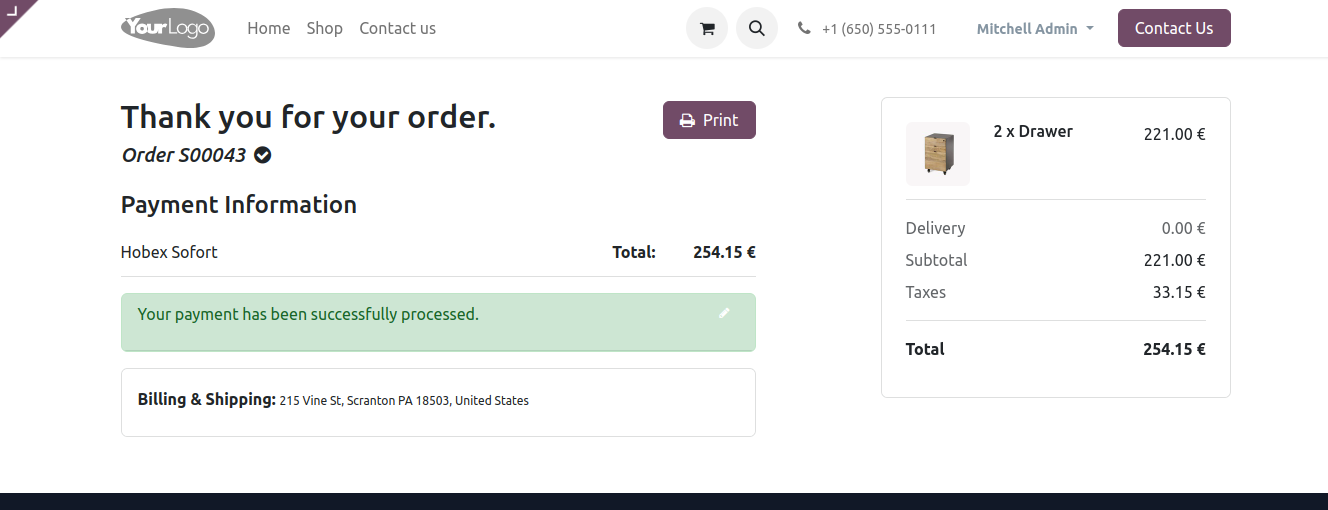 YourLogo Home Shop Contact us +1 (650) 555-0111 Mitchell Admin Contact Us
Thank you for your order. Print
Order S00043
Payment Information
Hobex Sofort Total: 254.15 €
Your payment has been successfully processed.
Billing & Shipping: 215 Vine St, Scranton PA 18503, United States
2 x Drawer 221.00 €
Delivery 0.00 €
Subtotal 221.00 €
Taxes 33.15 €
Total 254.15 €